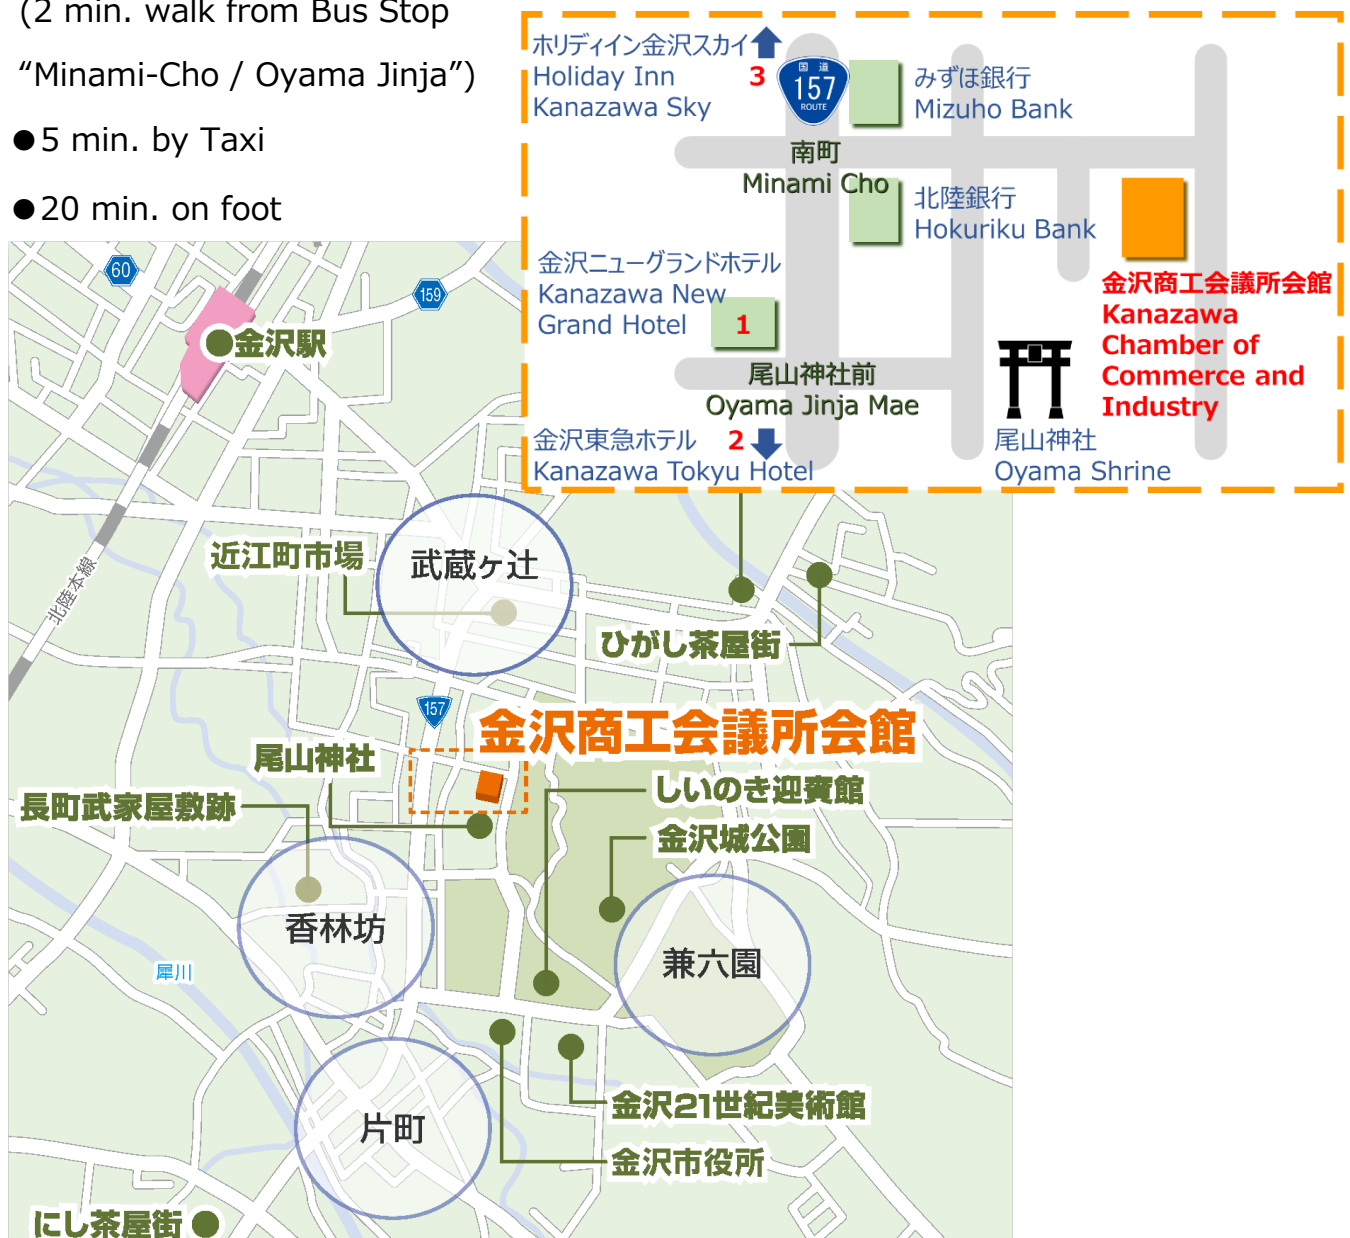 (2 min. walk from Bus Stop
“Minami-Cho / Oyama Jinja”)
●5 min. by Taxi
●20 min. on foot
ホリディイン金沢スカイ
Holiday Inn
Kanazawa Sky
3
国道
157
ROUTE
みずほ銀行
Mizuho Bank
南町
Minami Cho
北陸銀行
Hokuriku Bank
金沢ニューグランドホテル
Kanazawa New
Grand Hotel
1
金沢商工会議所会館
Kanazawa
Chamber of
Commerce and
Industry
尾山神社前
Oyama Jinja Mae
金沢東急ホテル
2
Kanazawa Tokyu Hotel
尾山神社
Oyama Shrine
60
159
金沢駅
北陸本線
近江町市場
武蔵ヶ辻
ひがし茶屋街
157
金沢商工会議所会館
尾山神社
しいのき迎賓館
長町武家屋敷跡
金沢城公園
香林坊
兼六園
犀川
片町
金沢21世紀美術館
金沢市役所
にし茶屋街